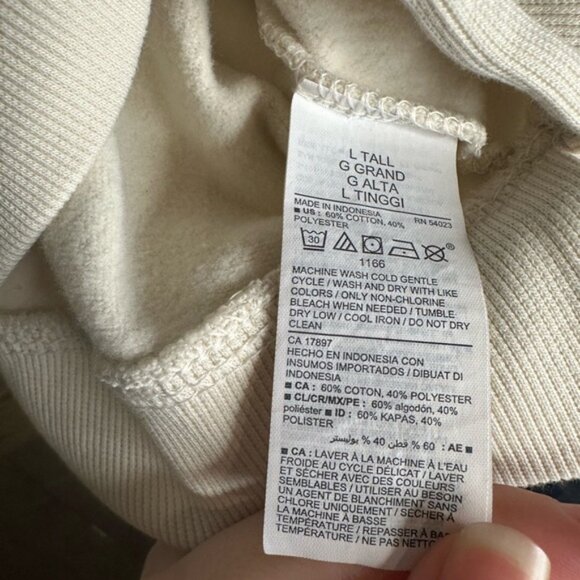 L TALL
G GRAND
G ALTA
L TINGGI
MADE IN INDONESIA RN 54023
■ US : 60% COTTON, 40%
POLYESTER
30
1166
MACHINE WASH COLD GENTLE
CYCLE / WASH AND DRY WITH LIKE
COLORS / ONLY NON-CHLORINE
BLEACH WHEN NEEDED / TUMBLE
DRY LOW / COOL IRON / DO NOT DRY
CLEAN
CA 17897
HECHO EN INDONESIA CON
INSUMOS IMPORTADOS / DIBUAT DI
INDONESIA
■ CA : 60% COTON, 40% POLYESTER
■ CL/CR/MX/PE : 60% algodón, 40%
poliéster ■ ID : 60% KAPAS, 40%
POLISTER
■ AE : 60 % قطن 40 % بوليستر
■ CA : LAVER À LA MACHINE À L'EAU
FROIDE AU CYCLE DÉLICAT / LAVER
ET SÉCHER AVEC DES COULEURS
SEMBLABLES / UTILISER AU BESOIN
UN AGENT DE BLANCHIMENT SANS
CHLORE UNIQUEMENT / SÉCHER À
LA MACHINE À BASSE
TEMPÉRATURE / REPASSER À BASSE
TEMPÉRATURE / NE PAS